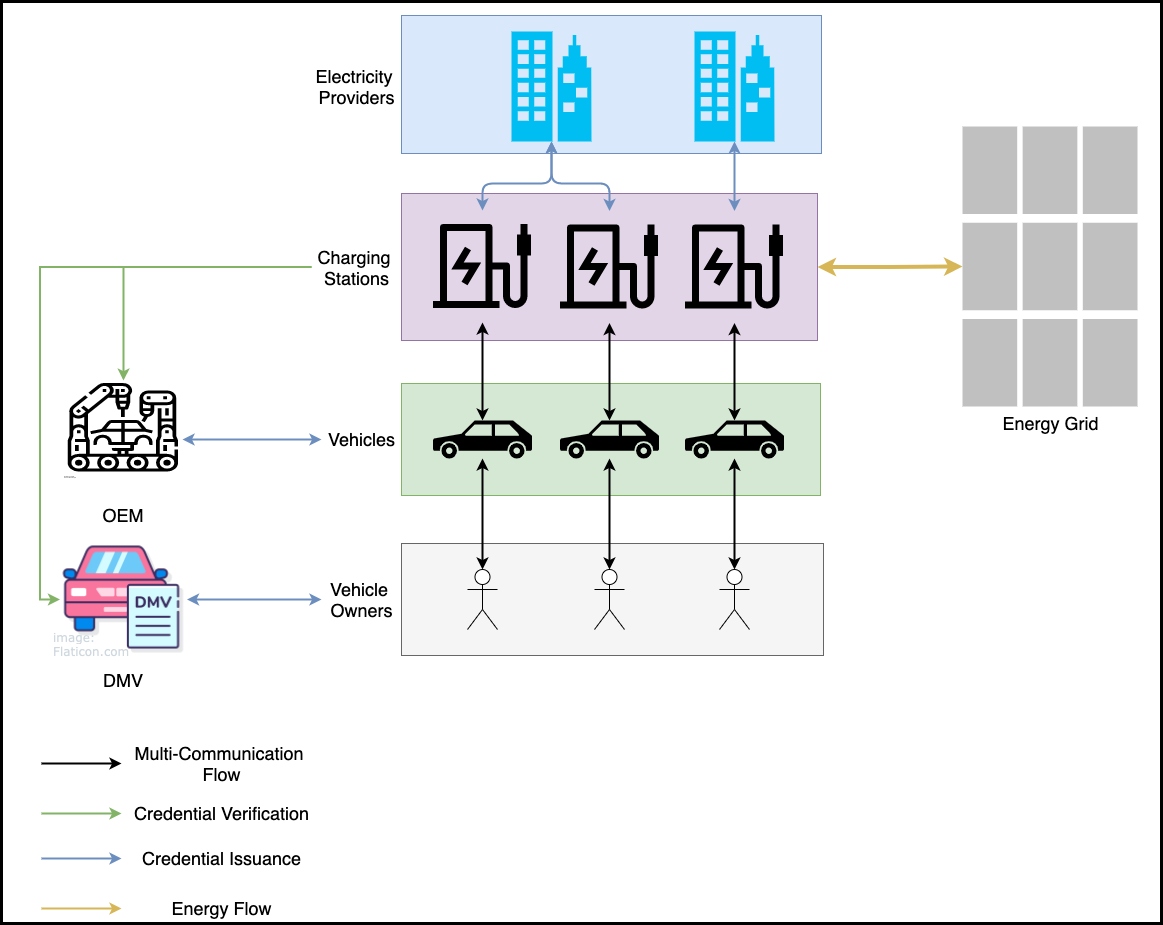 Electricity
Providers
Charging
Stations
Energy Grid
Vehicles
OEM
DMV
Vehicle
Owners
image:
Flaticon.com
DMV
Multi-Communication
Flow
Credential Verification
Credential Issuance
Energy Flow